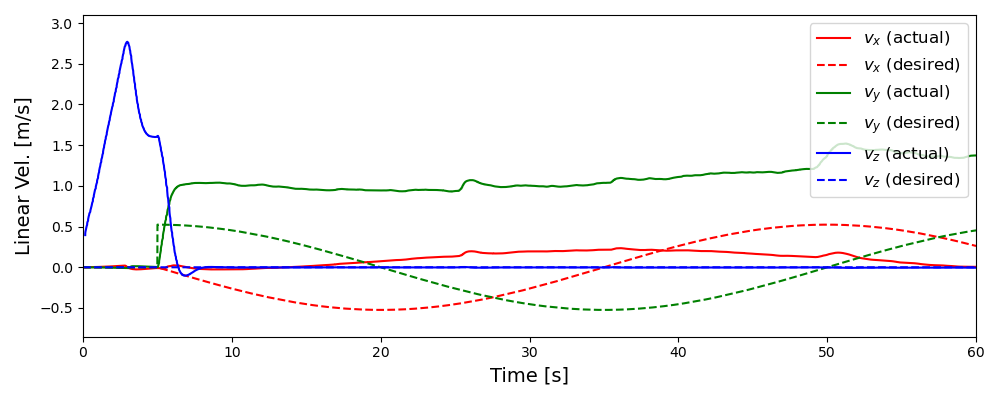 3.0
2.5
2.0
1.5
1.0
0.5
0.0
−0.5
Linear Vel. [m/s]
0 10 20 30 40 50 60
Time [s]
v_x (actual)
v_x (desired)
v_y (actual)
v_y (desired)
v_z (actual)
v_z (desired)